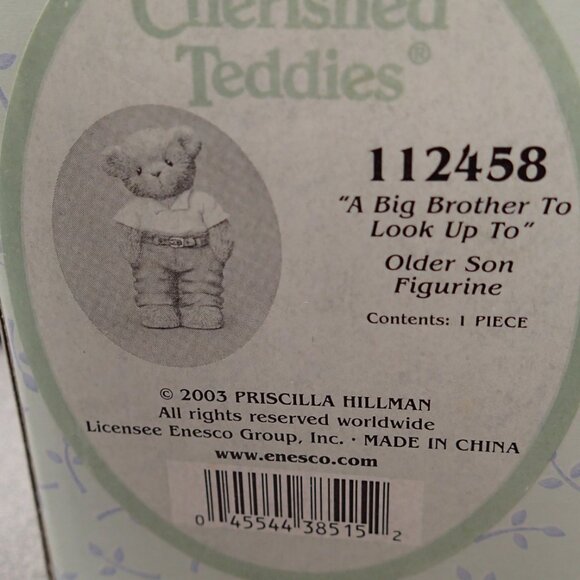 Cherished
Teddies®
112458
"A Big Brother To
Look Up To"
Older Son
Figurine
Contents: 1 PIECE
© 2003 PRISCILLA HILLMAN
All rights reserved worldwide
Licensee Enesco Group, Inc. · MADE IN CHINA
www.enesco.com
0 45544 38515 2